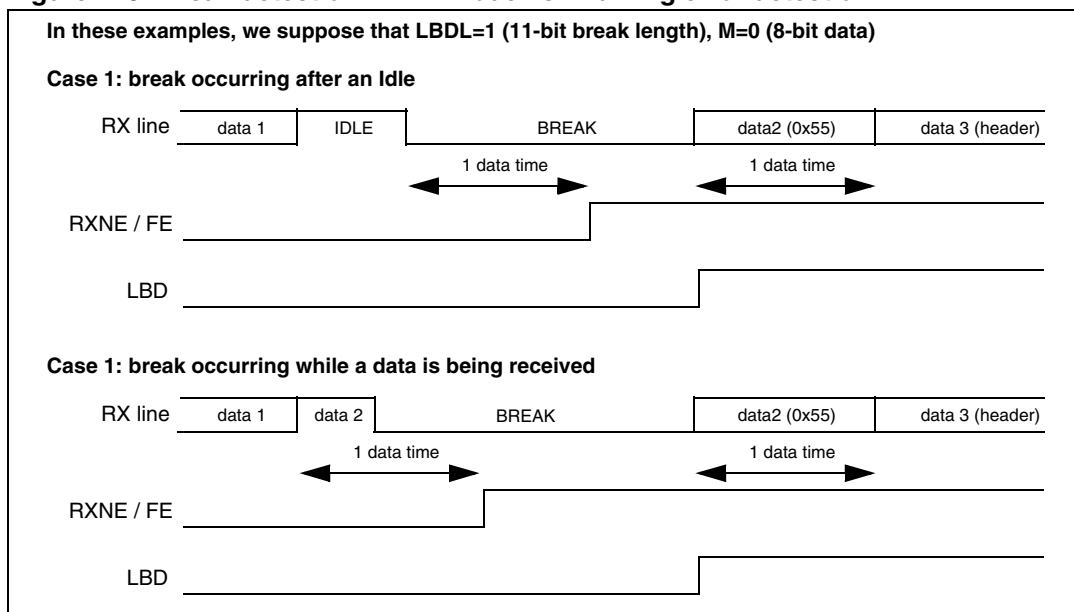 In these examples, we suppose that LBDL=1 (11-bit break length), M=0 (8-bit data)
Case 1: break occurring after an Idle
RX line data 1 IDLE BREAK data2 (0x55) data 3 (header)
1 data time 1 data time
RXNE / FE
LBD
Case 1: break occurring while a data is being received
RX line data 1 data 2 BREAK data2 (0x55) data 3 (header)
1 data time 1 data time
RXNE / FE
LBD